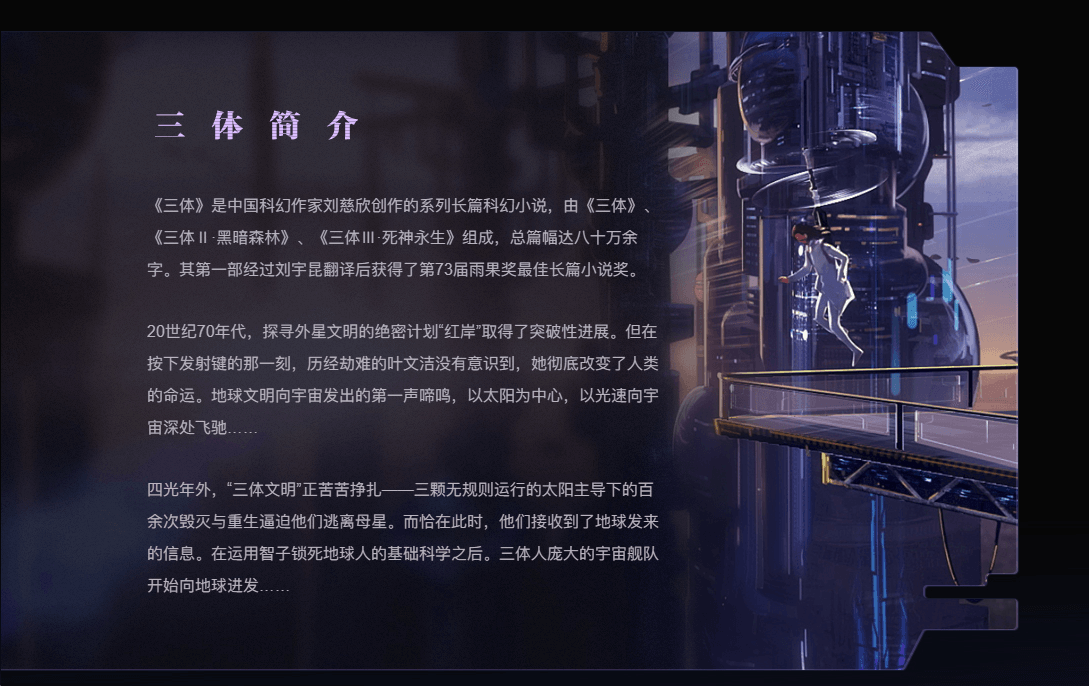 三体简介
《三体》是中国科幻作家刘慈欣创作的系列长篇科幻小说，由《三体》、
《三体Ⅱ·黑暗森林》、《三体Ⅲ·死神永生》组成，总篇幅达八十万余
字。其第一部经过刘宇昆翻译后获得了第73届雨果奖最佳长篇小说奖。
20世纪70年代，探寻外星文明的绝密计划“红岸”取得了突破性进展。但在
按下发射键的那一刻，历经劫难的叶文洁没有意识到，她彻底改变了人类
的命运。地球文明向宇宙发出的第一声啼鸣，以太阳为中心，以光速向宇
宙深处飞驰……
四光年外，“三体文明”正苦苦挣扎——三颗无规则运行的太阳主导下的百
余次毁灭与重生逼迫他们逃离母星。而恰在此时，他们接收到了地球发来
的信息。在运用智子锁死地球人的基础科学之后。三体人庞大的宇宙舰队
开始向地球进发……